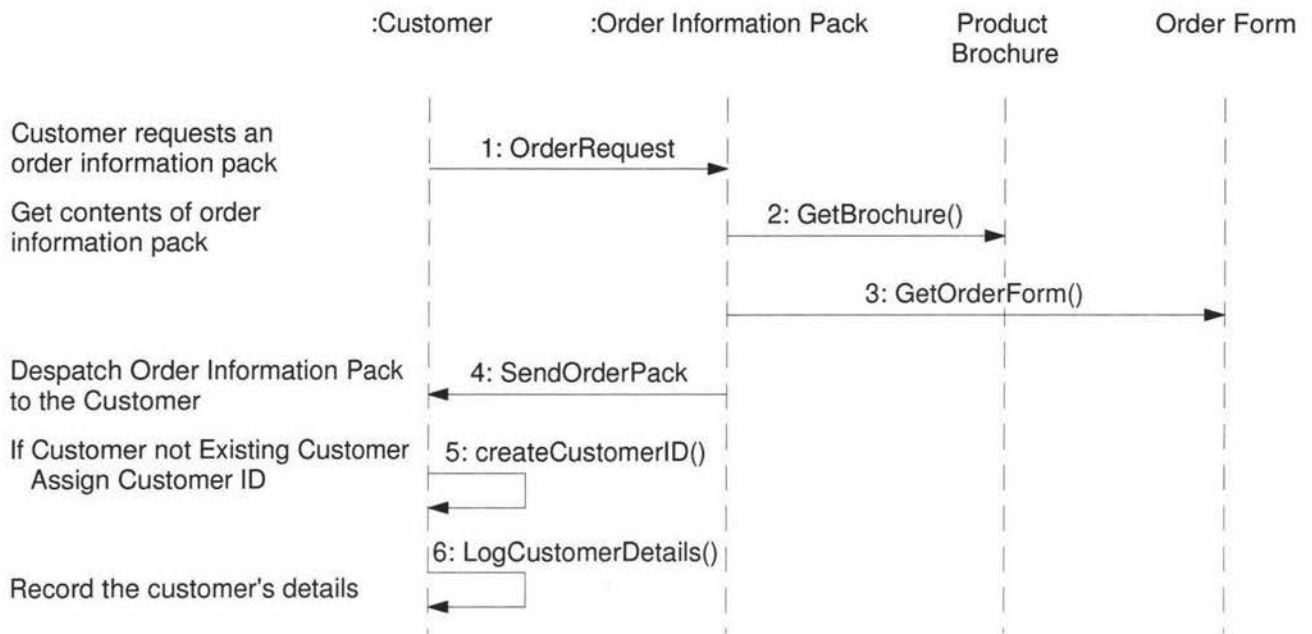 :Customer
:Order Information Pack
Product
Brochure
Order Form
Customer requests an
order information pack
1: OrderRequest
Get contents of order
information pack
2: GetBrochure()
3: GetOrderForm()
Despatch Order Information Pack
to the Customer
4: SendOrderPack
If Customer not Existing Customer
Assign Customer ID
5: createCustomerID()
6: LogCustomerDetails()
Record the customer's details